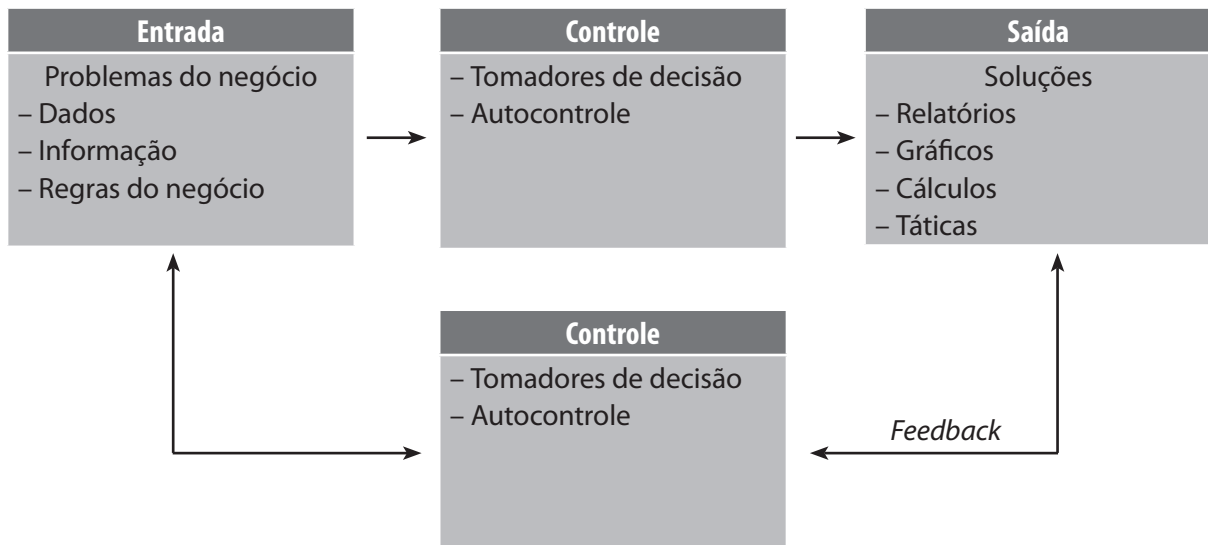 Entrada
Problemas do negócio
– Dados
– Informação
– Regras do negócio
Controle
– Tomadores de decisão
– Autocontrole
Saída
Soluções
– Relatórios
– Gráficos
– Cálculos
– Táticas
Controle
– Tomadores de decisão
– Autocontrole
Feedback